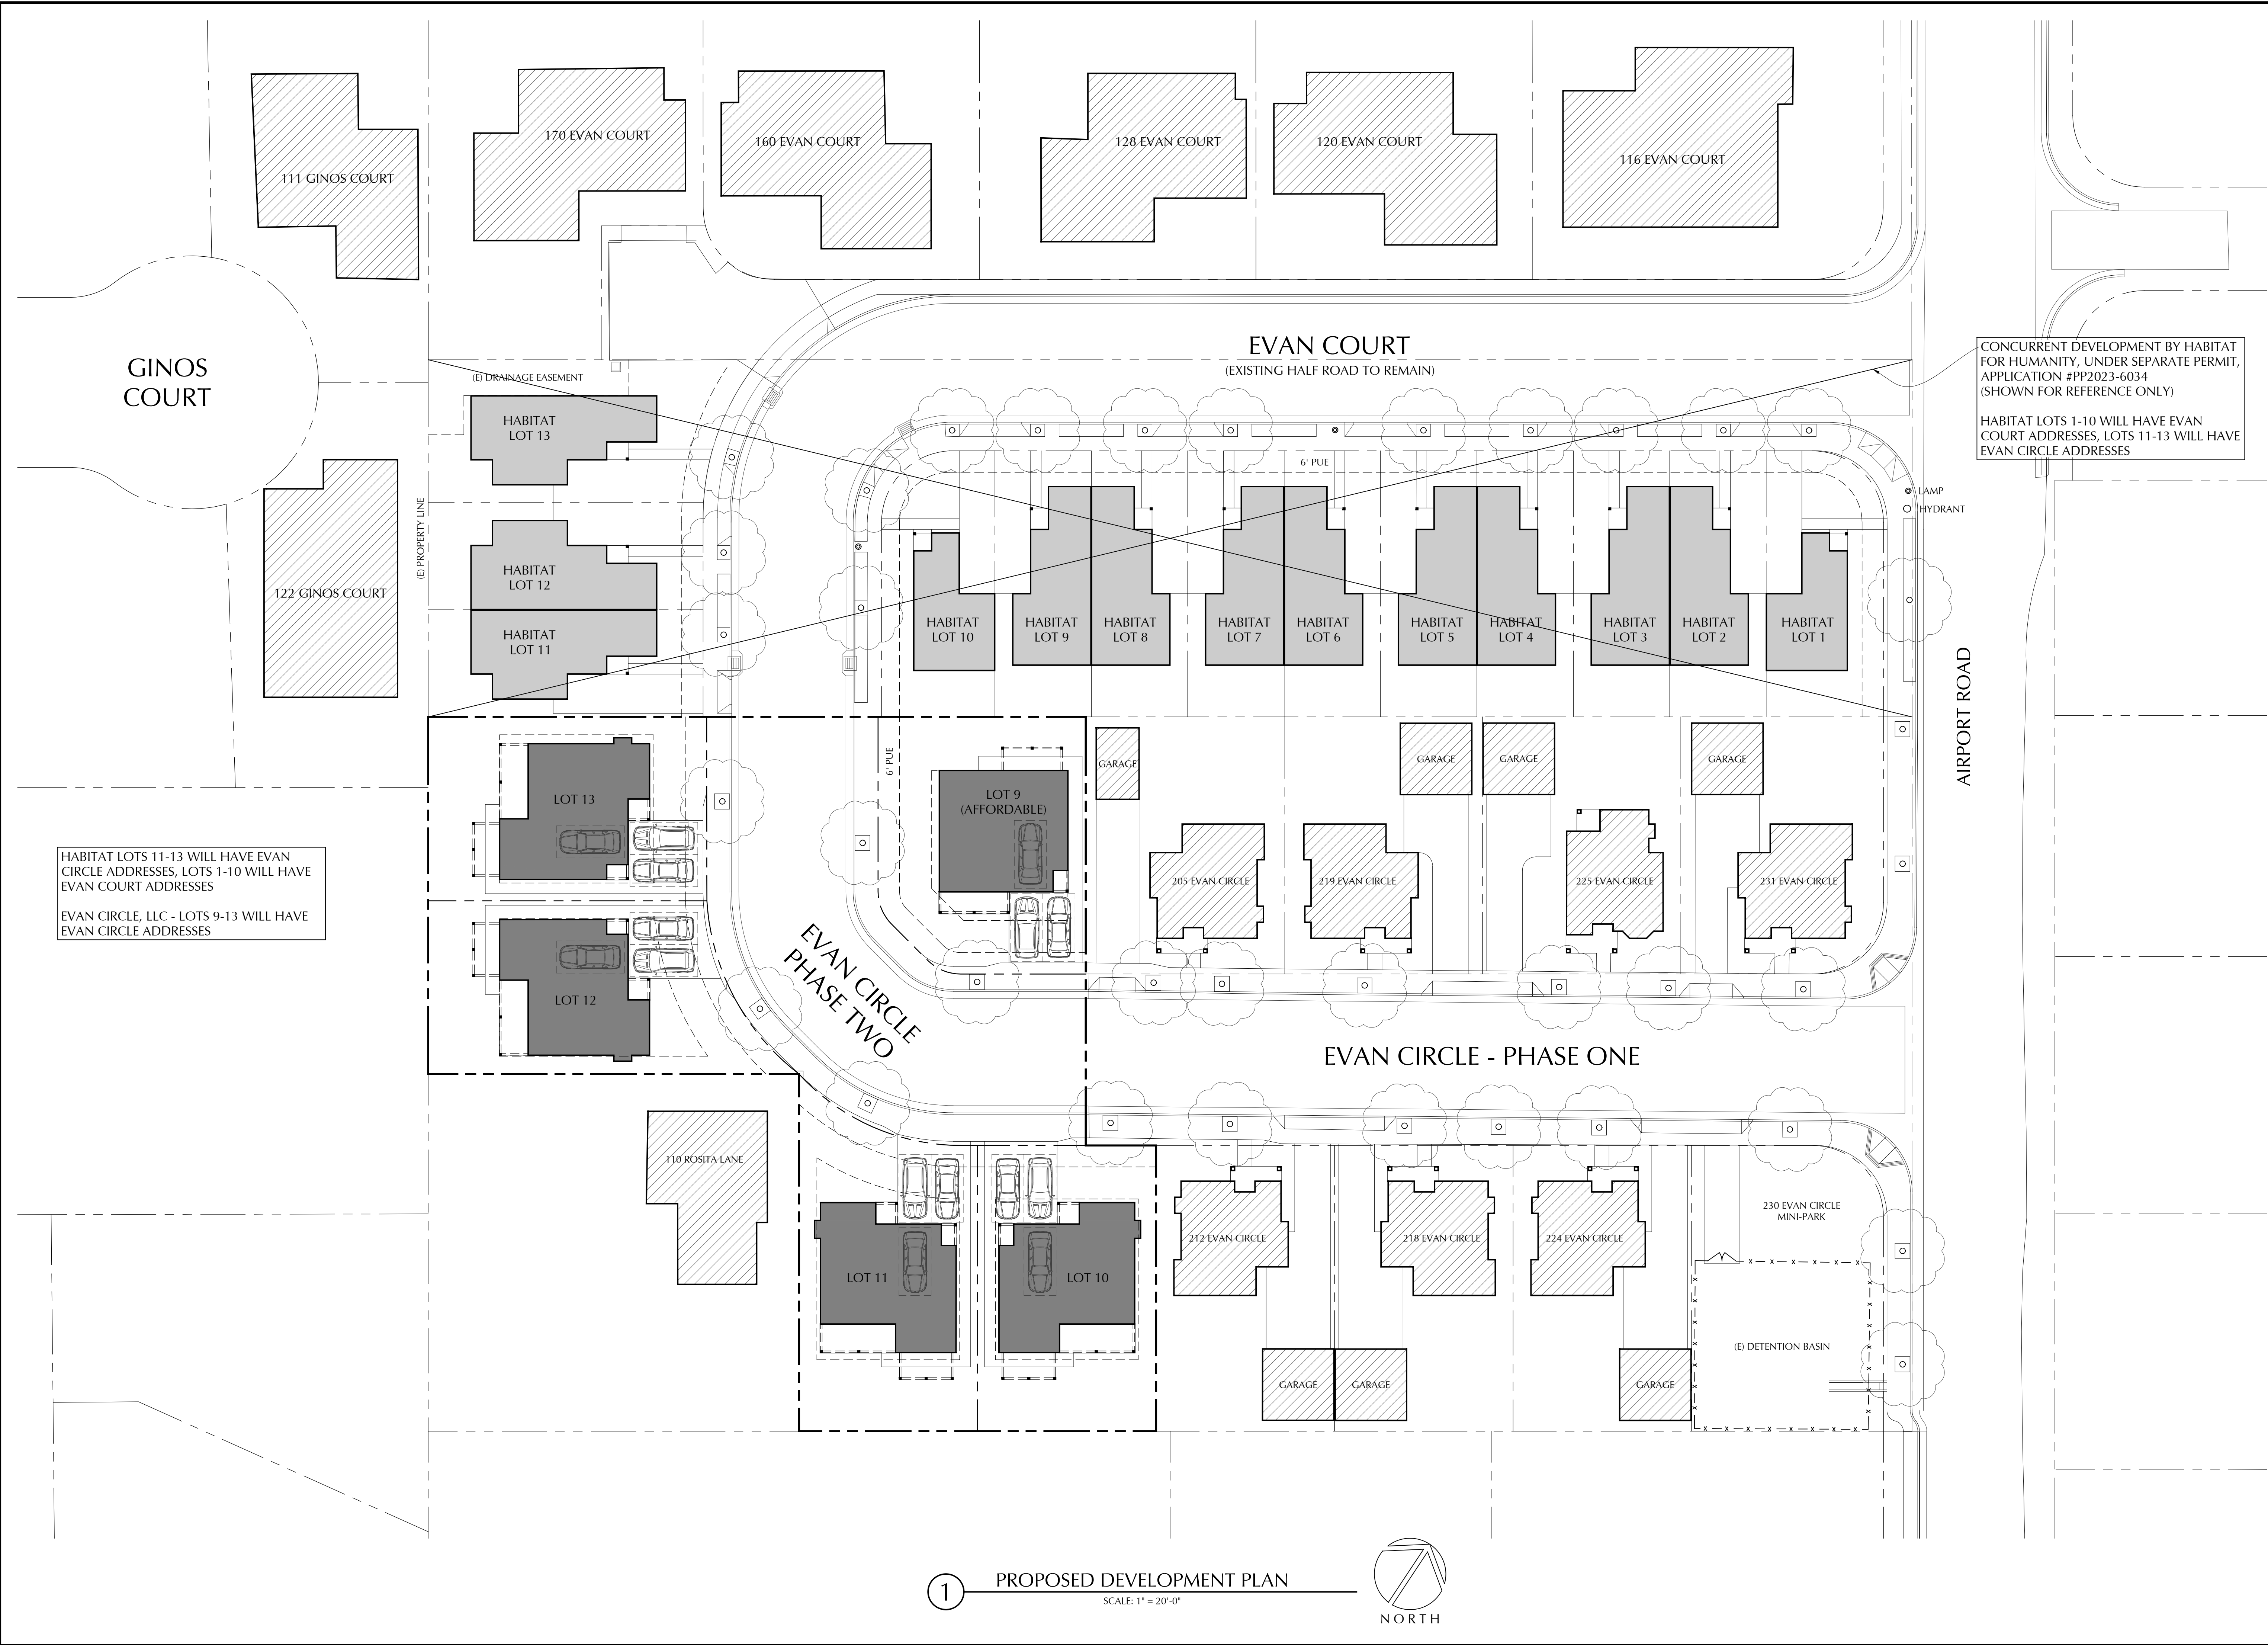 170 EVAN COURT
160 EVAN COURT
128 EVAN COURT
120 EVAN COURT
116 EVAN COURT
111 GINOS COURT
GINOS
COURT
EVAN COURT
(EXISTING HALF ROAD TO REMAIN)
(E) DRAINAGE EASEMENT
CONCURRENT DEVELOPMENT BY HABITAT
FOR HUMANITY, UNDER SEPARATE PERMIT,
APPLICATION #PP2023-6034
(SHOWN FOR REFERENCE ONLY)
HABITAT LOTS 1-10 WILL HAVE EVAN
COURT ADDRESSES, LOTS 11-13 WILL HAVE
EVAN CIRCLE ADDRESSES
HABITAT
LOT 13
6' PUE
LAMP
HYDRANT
(E) PROPERTY LINE
HABITAT
LOT 12
122 GINOS COURT
HABITAT
LOT 11
HABITAT
LOT 10
HABITAT
LOT 9
HABITAT
LOT 8
HABITAT
LOT 7
HABITAT
LOT 6
HABITAT
LOT 5
HABITAT
LOT 4
HABITAT
LOT 3
HABITAT
LOT 2
HABITAT
LOT 1
AIRPORT ROAD
6' PUE
GARAGE
GARAGE
GARAGE
GARAGE
LOT 13
LOT 9
(AFFORDABLE)
HABITAT LOTS 11-13 WILL HAVE EVAN
CIRCLE ADDRESSES, LOTS 1-10 WILL HAVE
EVAN COURT ADDRESSES
EVAN CIRCLE, LLC - LOTS 9-13 WILL HAVE
EVAN CIRCLE ADDRESSES
205 EVAN CIRCLE
219 EVAN CIRCLE
225 EVAN CIRCLE
231 EVAN CIRCLE
LOT 12
EVAN CIRCLE
PHASE TWO
EVAN CIRCLE - PHASE ONE
110 ROSITA LANE
230 EVAN CIRCLE
MINI-PARK
212 EVAN CIRCLE
218 EVAN CIRCLE
224 EVAN CIRCLE
LOT 11
LOT 10
(E) DETENTION BASIN
GARAGE
GARAGE
GARAGE
1
PROPOSED DEVELOPMENT PLAN
SCALE: 1" = 20'-0"
NORTH